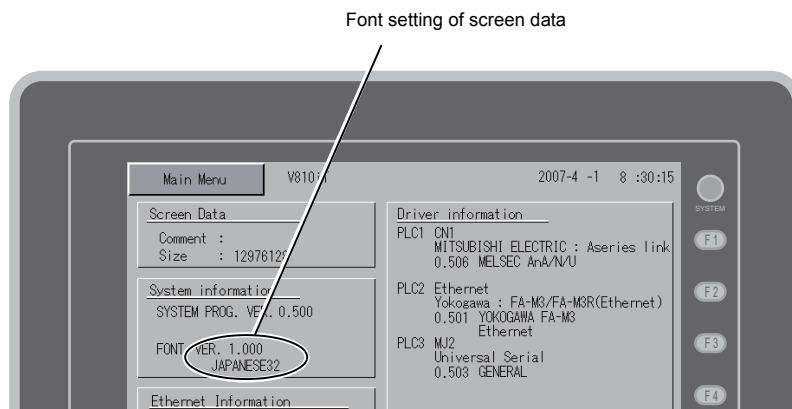 Font setting of screen data
Main Menu
V810
2007-4 -1 8 :30:15
SYSTEM
F1
F2
F3
F4
Screen Data
Comment :
Size : 12976128
System information
SYSTEM PROG. VER. 0.500
FONT VER. 1.000
JAPANESE32
Ethernet Information
Driver information
PLC1 CN1
MITSUBISHI ELECTRIC : Aseries link
0.506 MELSEC AnA/N/U
PLC2 Ethernet
Yokogawa : FA-M3/FA-M3R(Ethernet)
0.501 YOKOGAWA FA-M3
Ethernet
PLC3 MJ2
Universal Serial
0.503 GENERAL